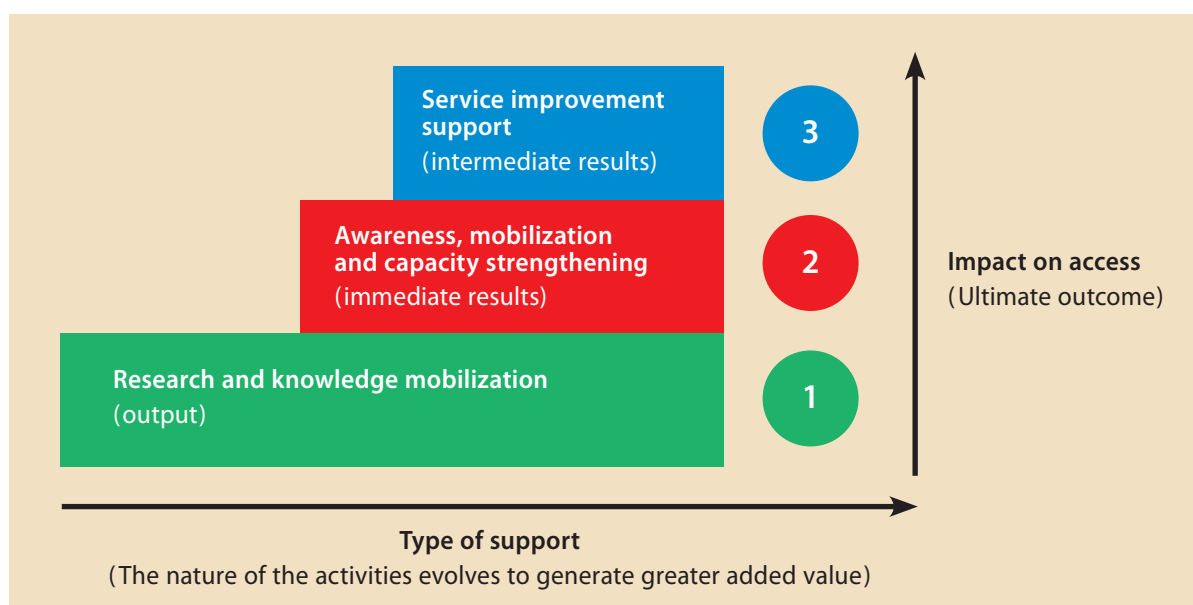 Service improvement
support
(intermediate results)
3
Awareness, mobilization
and capacity strengthening
(immediate results)
2
Impact on access
(Ultimate outcome)
Research and knowledge mobilization
(output)
1
Type of support
(The nature of the activities evolves to generate greater added value)